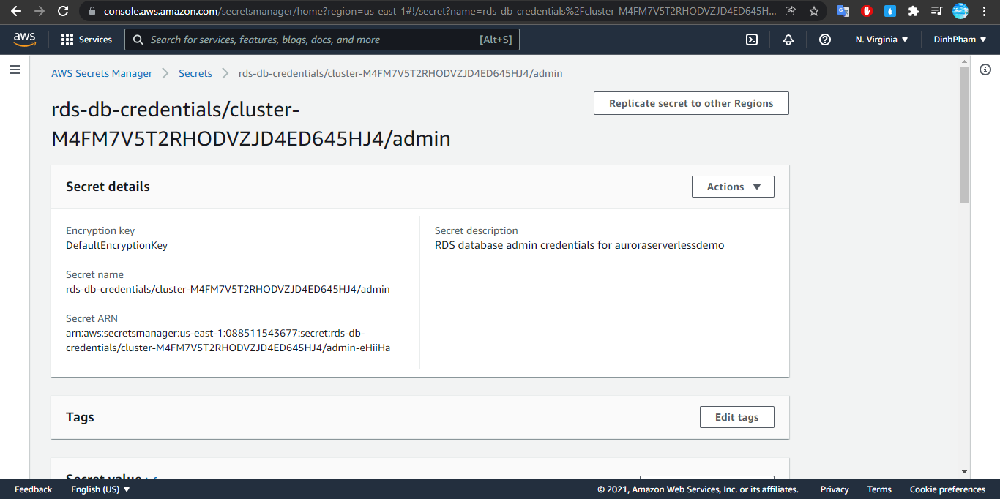 console.aws.amazon.com/secretsmanager/home?region=us-east-1#!/secret?name=rds-db-credentials%2Fcluster-M4FM7V5T2RHODVZJD4ED645H...
aws
Services
Search for services, features, blogs, docs, and more
[Alt+S]
N. Virginia ▼
DinhPham ▼
AWS Secrets Manager
Secrets
rds-db-credentials/cluster-M4FM7V5T2RHODVZJD4ED645HJ4/admin
rds-db-credentials/cluster-
M4FM7V5T2RHODVZJD4ED645HJ4/admin
Replicate secret to other Regions
Secret details
Actions ▼
Encryption key
DefaultEncryptionKey
Secret name
rds-db-credentials/cluster-M4FM7V5T2RHODVZJD4ED645HJ4/admin
Secret ARN
arn:aws:secretsmanager:us-east-1:088511543677:secret:rds-db-
credentials/cluster-M4FM7V5T2RHODVZJD4ED645HJ4/admin-eHiiHa
Secret description
RDS database admin credentials for auroraserverlessdemo
Tags
Edit tags
Secret value
Feedback
English (US) ▼
© 2021, Amazon Web Services, Inc. or its affiliates.
Privacy
Terms
Cookie preferences